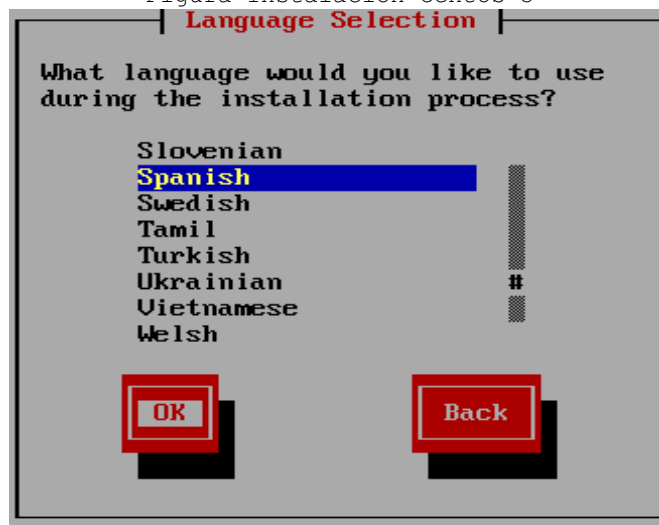 Language Selection
What language would you like to use
during the installation process?
Slovenian
Spanish
Swedish
Tamil
Turkish
Ukrainian #
Vietnamese
Welsh
OK Back